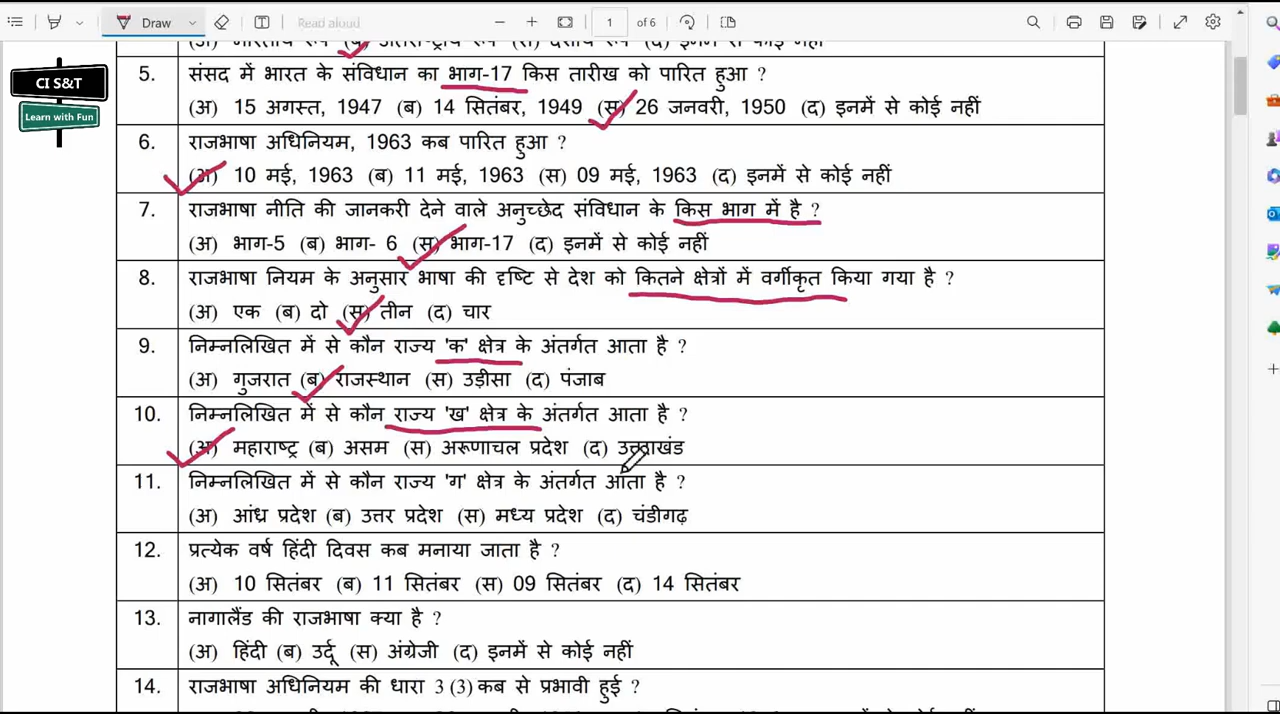 Draw
Read aloud
1 of 6
CI S&T
Learn with Fun
5. संसद में भारत के संविधान का भाग-17 किस तारीख को पारित हुआ ?
(अ) 15 अगस्त, 1947 (ब) 14 सितंबर, 1949 (स) 26 जनवरी, 1950 (द) इनमें से कोई नहीं
6. राजभाषा अधिनियम, 1963 कब पारित हुआ ?
(अ) 10 मई, 1963 (ब) 11 मई, 1963 (स) 09 मई, 1963 (द) इनमें से कोई नहीं
7. राजभाषा नीति की जानकरी देने वाले अनुच्छेद संविधान के किस भाग में है ?
(अ) भाग-5 (ब) भाग- 6 (स) भाग-17 (द) इनमें से कोई नहीं
8. राजभाषा नियम के अनुसार भाषा की दृष्टि से देश को कितने क्षेत्रों में वर्गीकृत किया गया है ?
(अ) एक (ब) दो (स) तीन (द) चार
9. निम्नलिखित में से कौन राज्य 'क' क्षेत्र के अंतर्गत आता है ?
(अ) गुजरात (ब) राजस्थान (स) उड़ीसा (द) पंजाब
10. निम्नलिखित में से कौन राज्य 'ख' क्षेत्र के अंतर्गत आता है ?
(अ) महाराष्ट्र (ब) असम (स) अरूणाचल प्रदेश (द) उत्तराखंड
11. निम्नलिखित में से कौन राज्य 'ग' क्षेत्र के अंतर्गत आता है ?
(अ) आंध्र प्रदेश (ब) उत्तर प्रदेश (स) मध्य प्रदेश (द) चंडीगढ़
12. प्रत्येक वर्ष हिंदी दिवस कब मनाया जाता है ?
(अ) 10 सितंबर (ब) 11 सितंबर (स) 09 सितंबर (द) 14 सितंबर
13. नागालैंड की राजभाषा क्या है ?
(अ) हिंदी (ब) उर्दू (स) अंग्रेजी (द) इनमें से कोई नहीं
14. राजभाषा अधिनियम की धारा 3 (3) कब से प्रभावी हुई ?